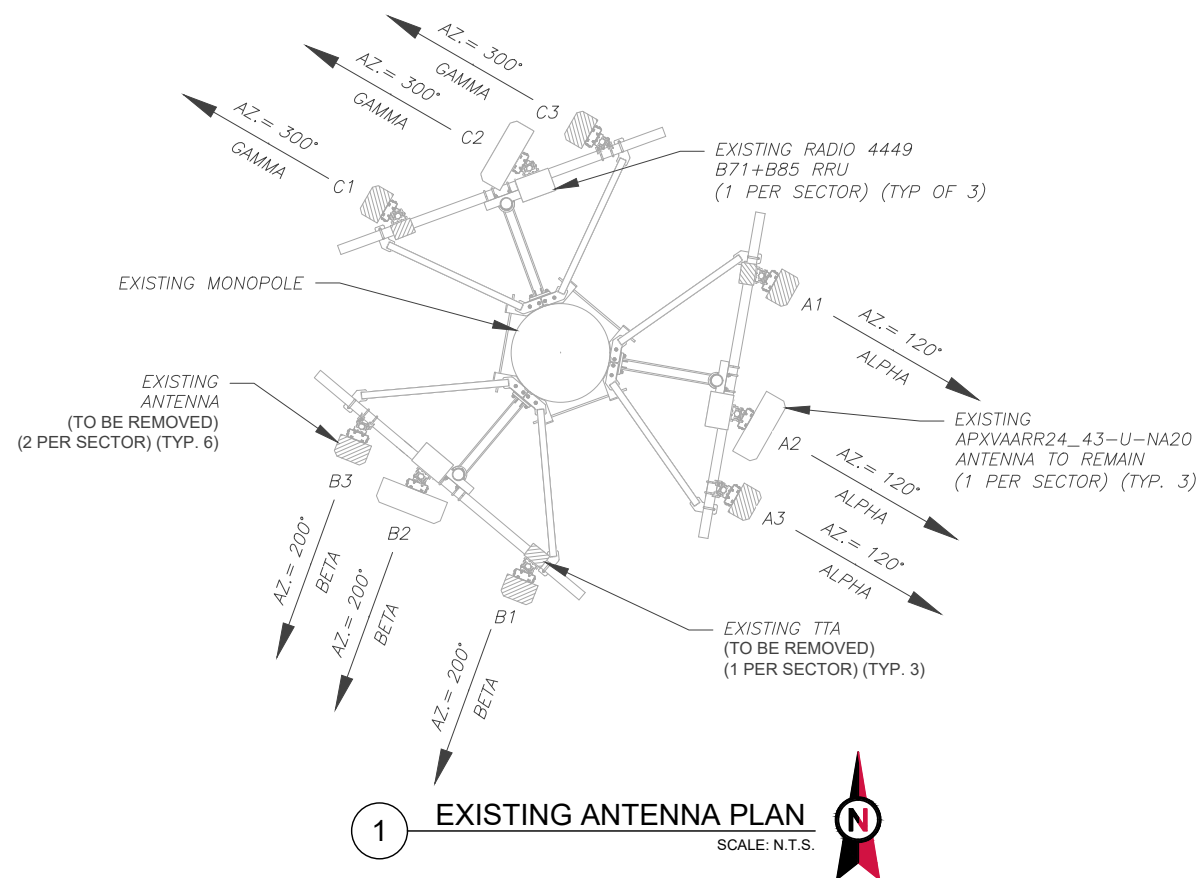 AZ.= 300°
GAMMA
C3
AZ.= 300°
GAMMA
C2
AZ.= 300°
GAMMA
C1
EXISTING RADIO 4449
B71+B85 RRU
(1 PER SECTOR) (TYP OF 3)
EXISTING MONOPOLE
A1
AZ.= 120°
ALPHA
EXISTING
ANTENNA
(TO BE REMOVED)
(2 PER SECTOR) (TYP. 6)
EXISTING
APXVAARR24_43-U-NA20
ANTENNA TO REMAIN
(1 PER SECTOR) (TYP. 3)
A2
AZ.= 120°
ALPHA
A3
AZ.= 120°
ALPHA
B3
AZ.= 200°
BETA
B2
AZ.= 200°
BETA
B1
AZ.= 200°
BETA
EXISTING TTA
(TO BE REMOVED)
(1 PER SECTOR) (TYP. 3)
1
EXISTING ANTENNA PLAN
SCALE: N.T.S.
N